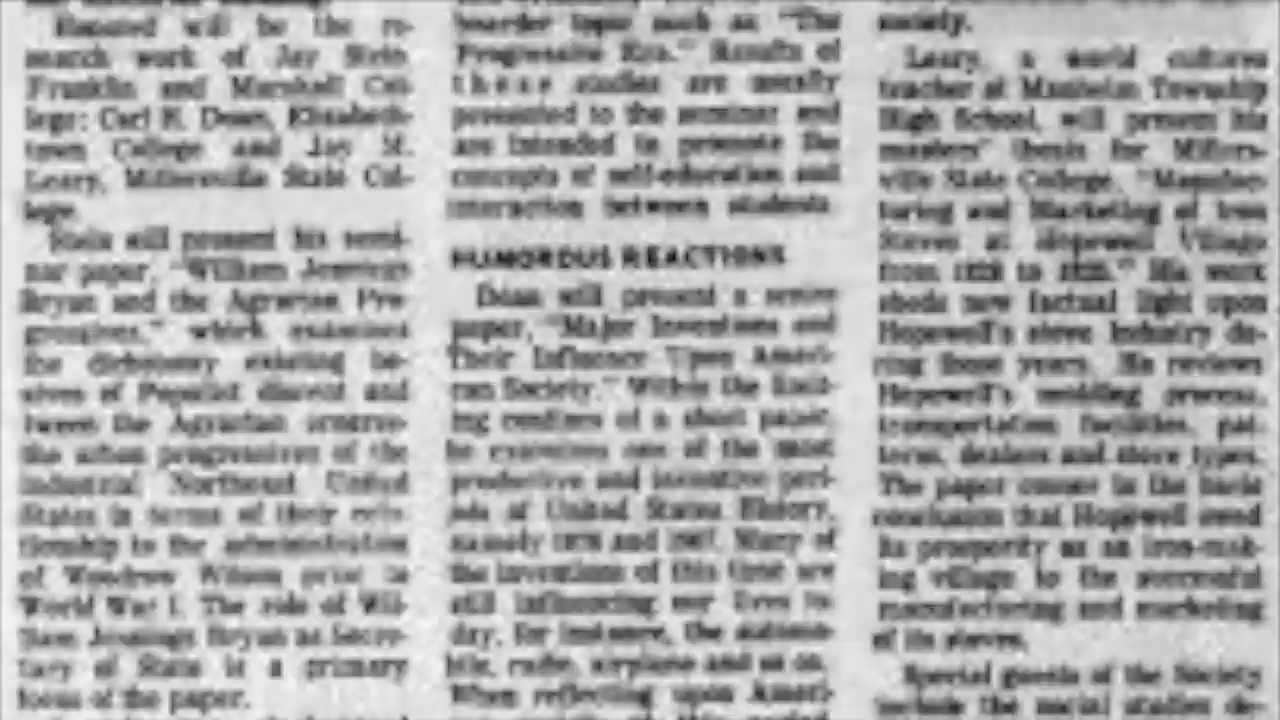 Honored will be the re-
search work of Jay Stein
Franklin and Marshall Col-
lege; Carl R. Dean, Elizabeth-
town College and Jay M.
Leary, Millersville State Col-
lege.
Stein will present his semi-
nar paper, "William Jennings
Bryan and the Agrarian Pro-
gressives," which examines
the dichotomy existing be-
sives of Populist discent and
tween the Agrarian progres-
the urban progressives of the
industrial Northeast United
States in terms of their rela-
tionship to the administration
of Woodrow Wilson prior to
World War I. The role of Wil-
liam Jennings Bryan as Secre-
tary of State is a primary
focus of the paper.
boarder topic such as "The
Progressive Era." Results of
these studies are usually
presented to the seminar and
are intended to promote the
concepts of self-education and
interaction between students.
HUMOROUS REACTIONS
Dean will present a senior
paper, "Major Inventions and
Their Influence Upon Ameri-
can Society." Within the limit-
ing confines of a short paper,
he examines one of the most
productive and inventive peri-
ods of United States History,
namely and Many of
the inventions of this time are
still influencing our lives to-
day, for instance, the automo-
bile, radio, airplane and so on.
When reflecting upon Ameri-
society.
Leary, a world cultures
teacher at Manheim Township
High School, will present his
masters' thesis for Millers-
ville State College, "Manufac-
turing and Marketing of Iron
Stoves at Hopewell Village
from to His work
sheds new factual light upon
Hopewell's stove industry du-
ring those years. He reviews
Hopewell's molding process,
transportation facilities, pat-
terns, dealers and stove types.
The paper comes to the basic
conclusion that Hopewell owed
its prosperity as an iron-mak-
ing village to the successful
manufacturing and marketing
of its stoves.
Special guests of the Society
include the social studies de-